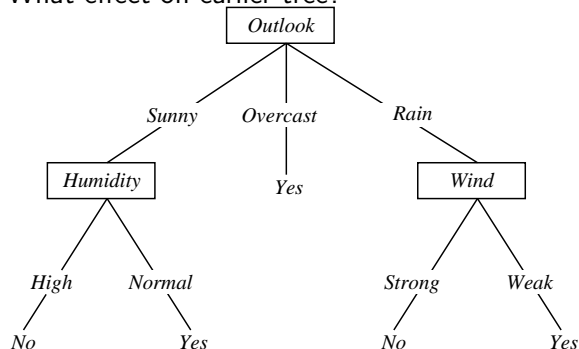 What effect on earlier tree?
Outlook
Sunny Overcast Rain
Humidity Yes Wind
High Normal Strong Weak
No Yes No Yes